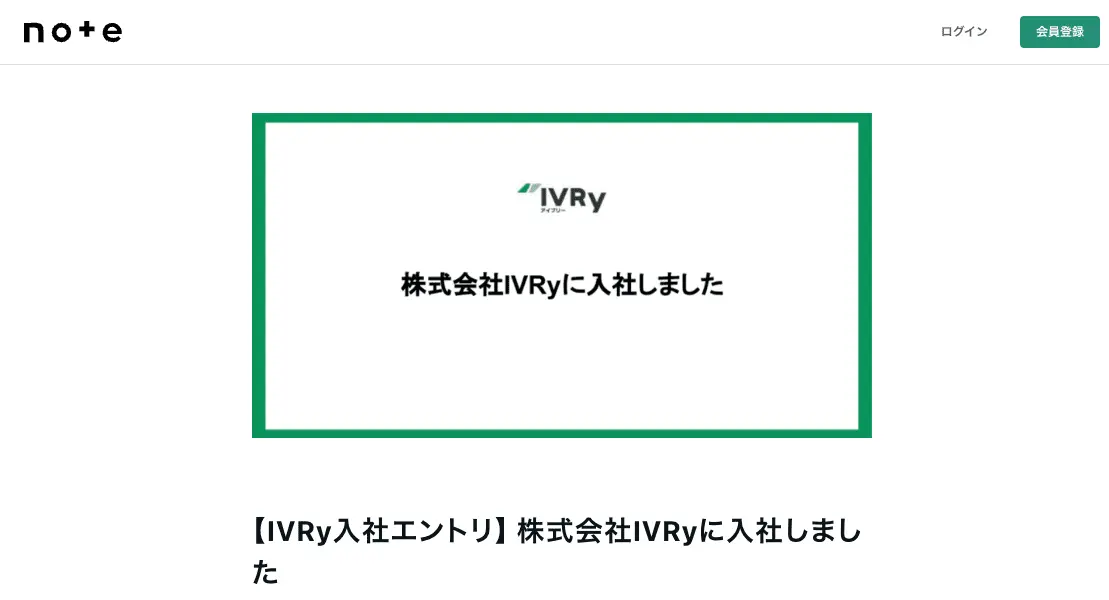 note
ログイン
会員登録
IVRy
アイブリー
株式会社IVRyに入社しました
【IVRy入社エントリ】株式会社IVRyに入社しまし
た